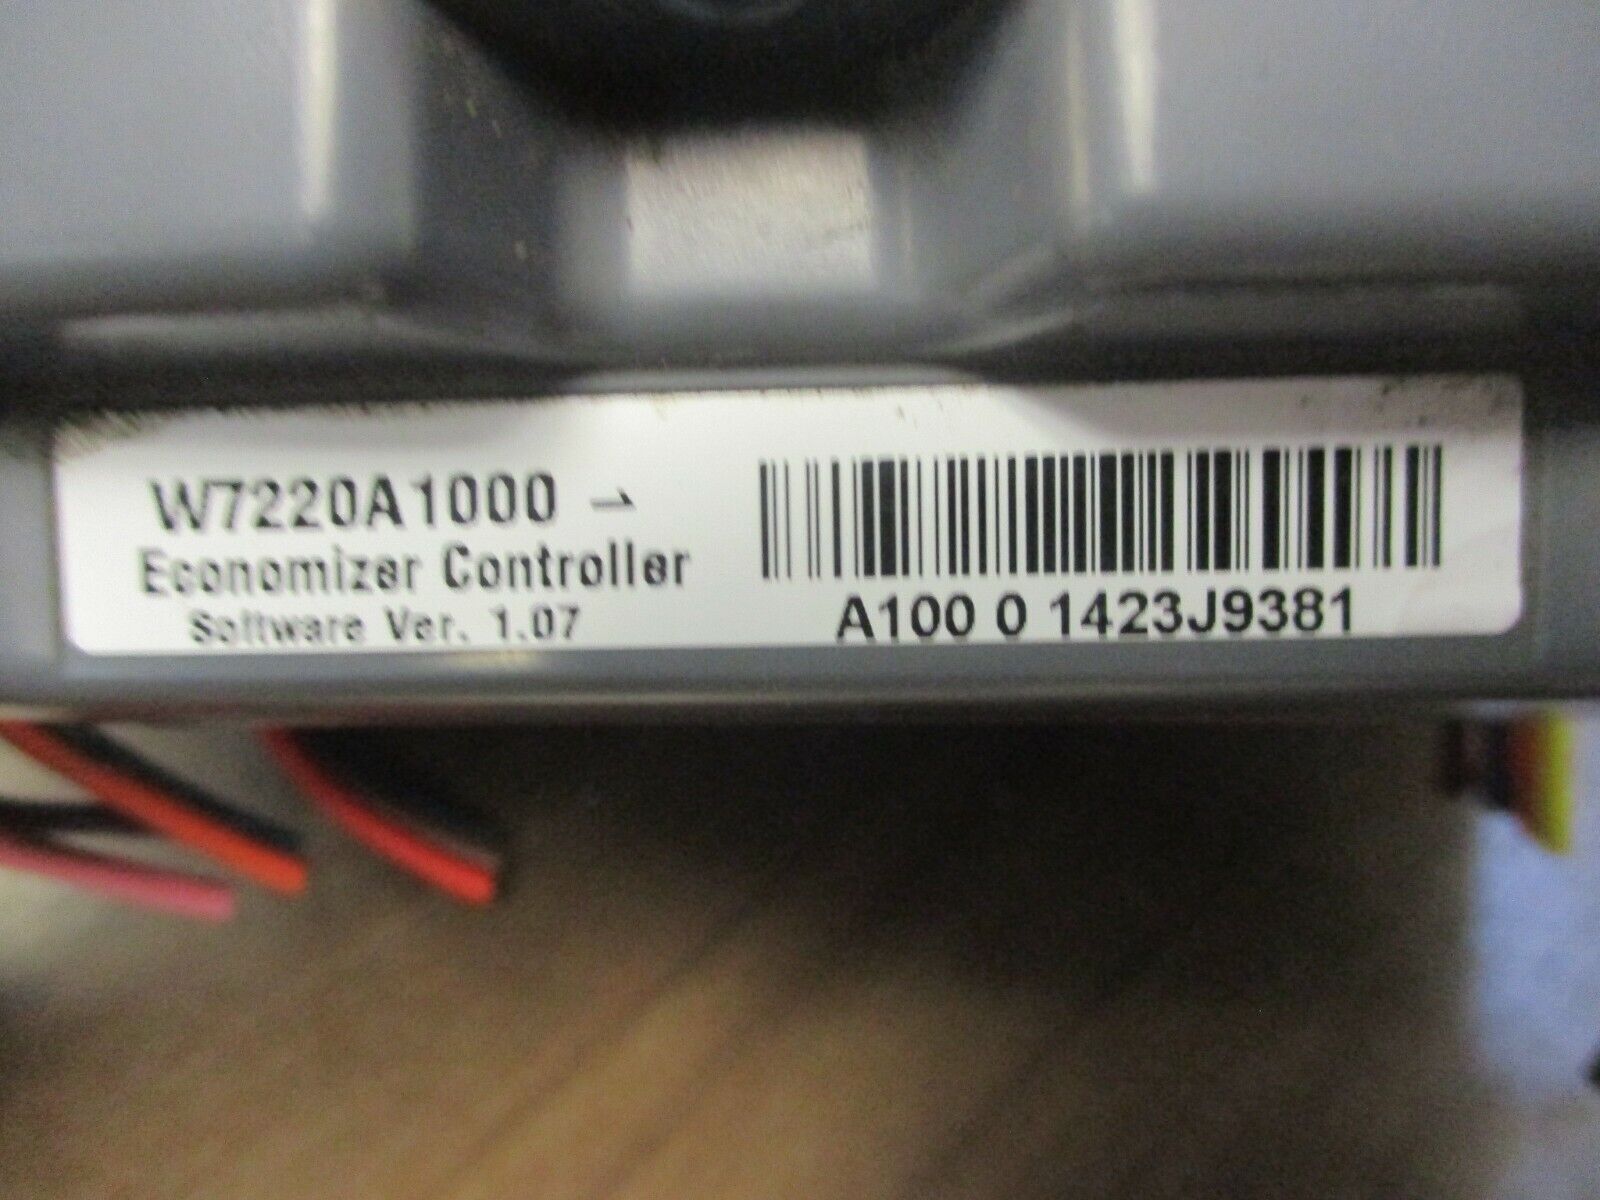 W7220A1000
Economizer Controller
Software Ver. 1.07
A100 0 1423J9381